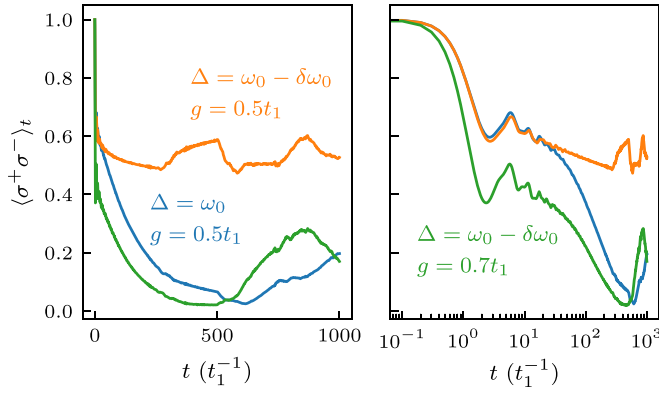 ⟨σ⁺σ⁻⟩ₜ
1.0
0.8
0.6
0.4
0.2
0.0
Δ = ω₀ − δω₀
g = 0.5t₁
Δ = ω₀
g = 0.5t₁
0 500 1000
t (t₁⁻¹)
Δ = ω₀ − δω₀
g = 0.7t₁
10⁻¹ 10⁰ 10¹ 10² 10³
t (t₁⁻¹)